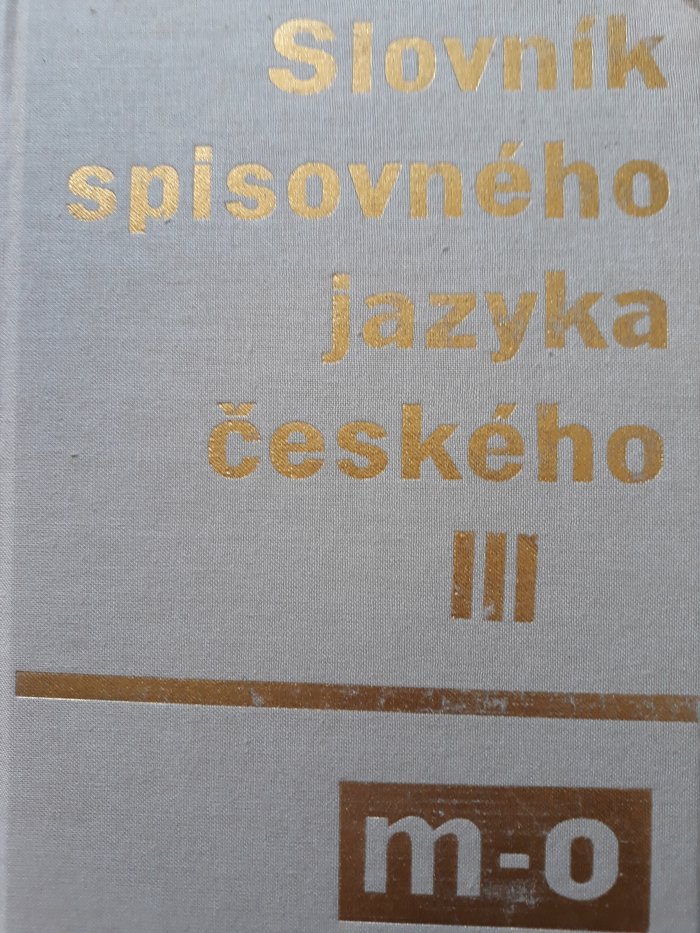 Slovník
spisovného
jazyka
českého
III
m-o